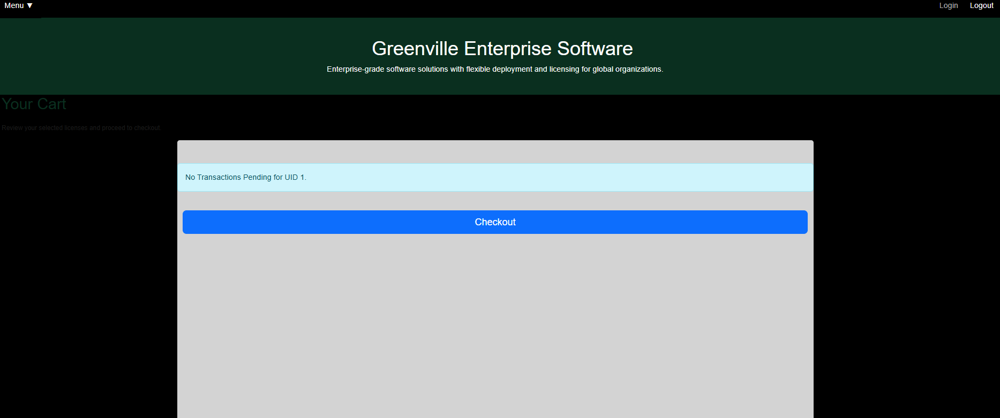 Menu ▼
Login Logout
Greenville Enterprise Software
Enterprise-grade software solutions with flexible deployment and licensing for global organizations.
Your Cart
Review your selected licenses and proceed to checkout.
No Transactions Pending for UID 1.
Checkout